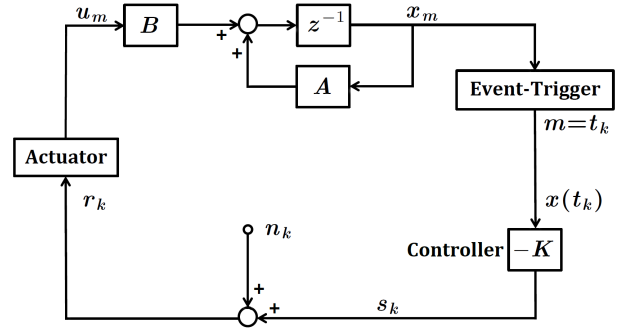 u_m
B
+
+
z^{-1}
x_m
A
Event-Trigger
m=t_k
Actuator
r_k
n_k
x(t_k)
Controller
-K
+
+
s_k